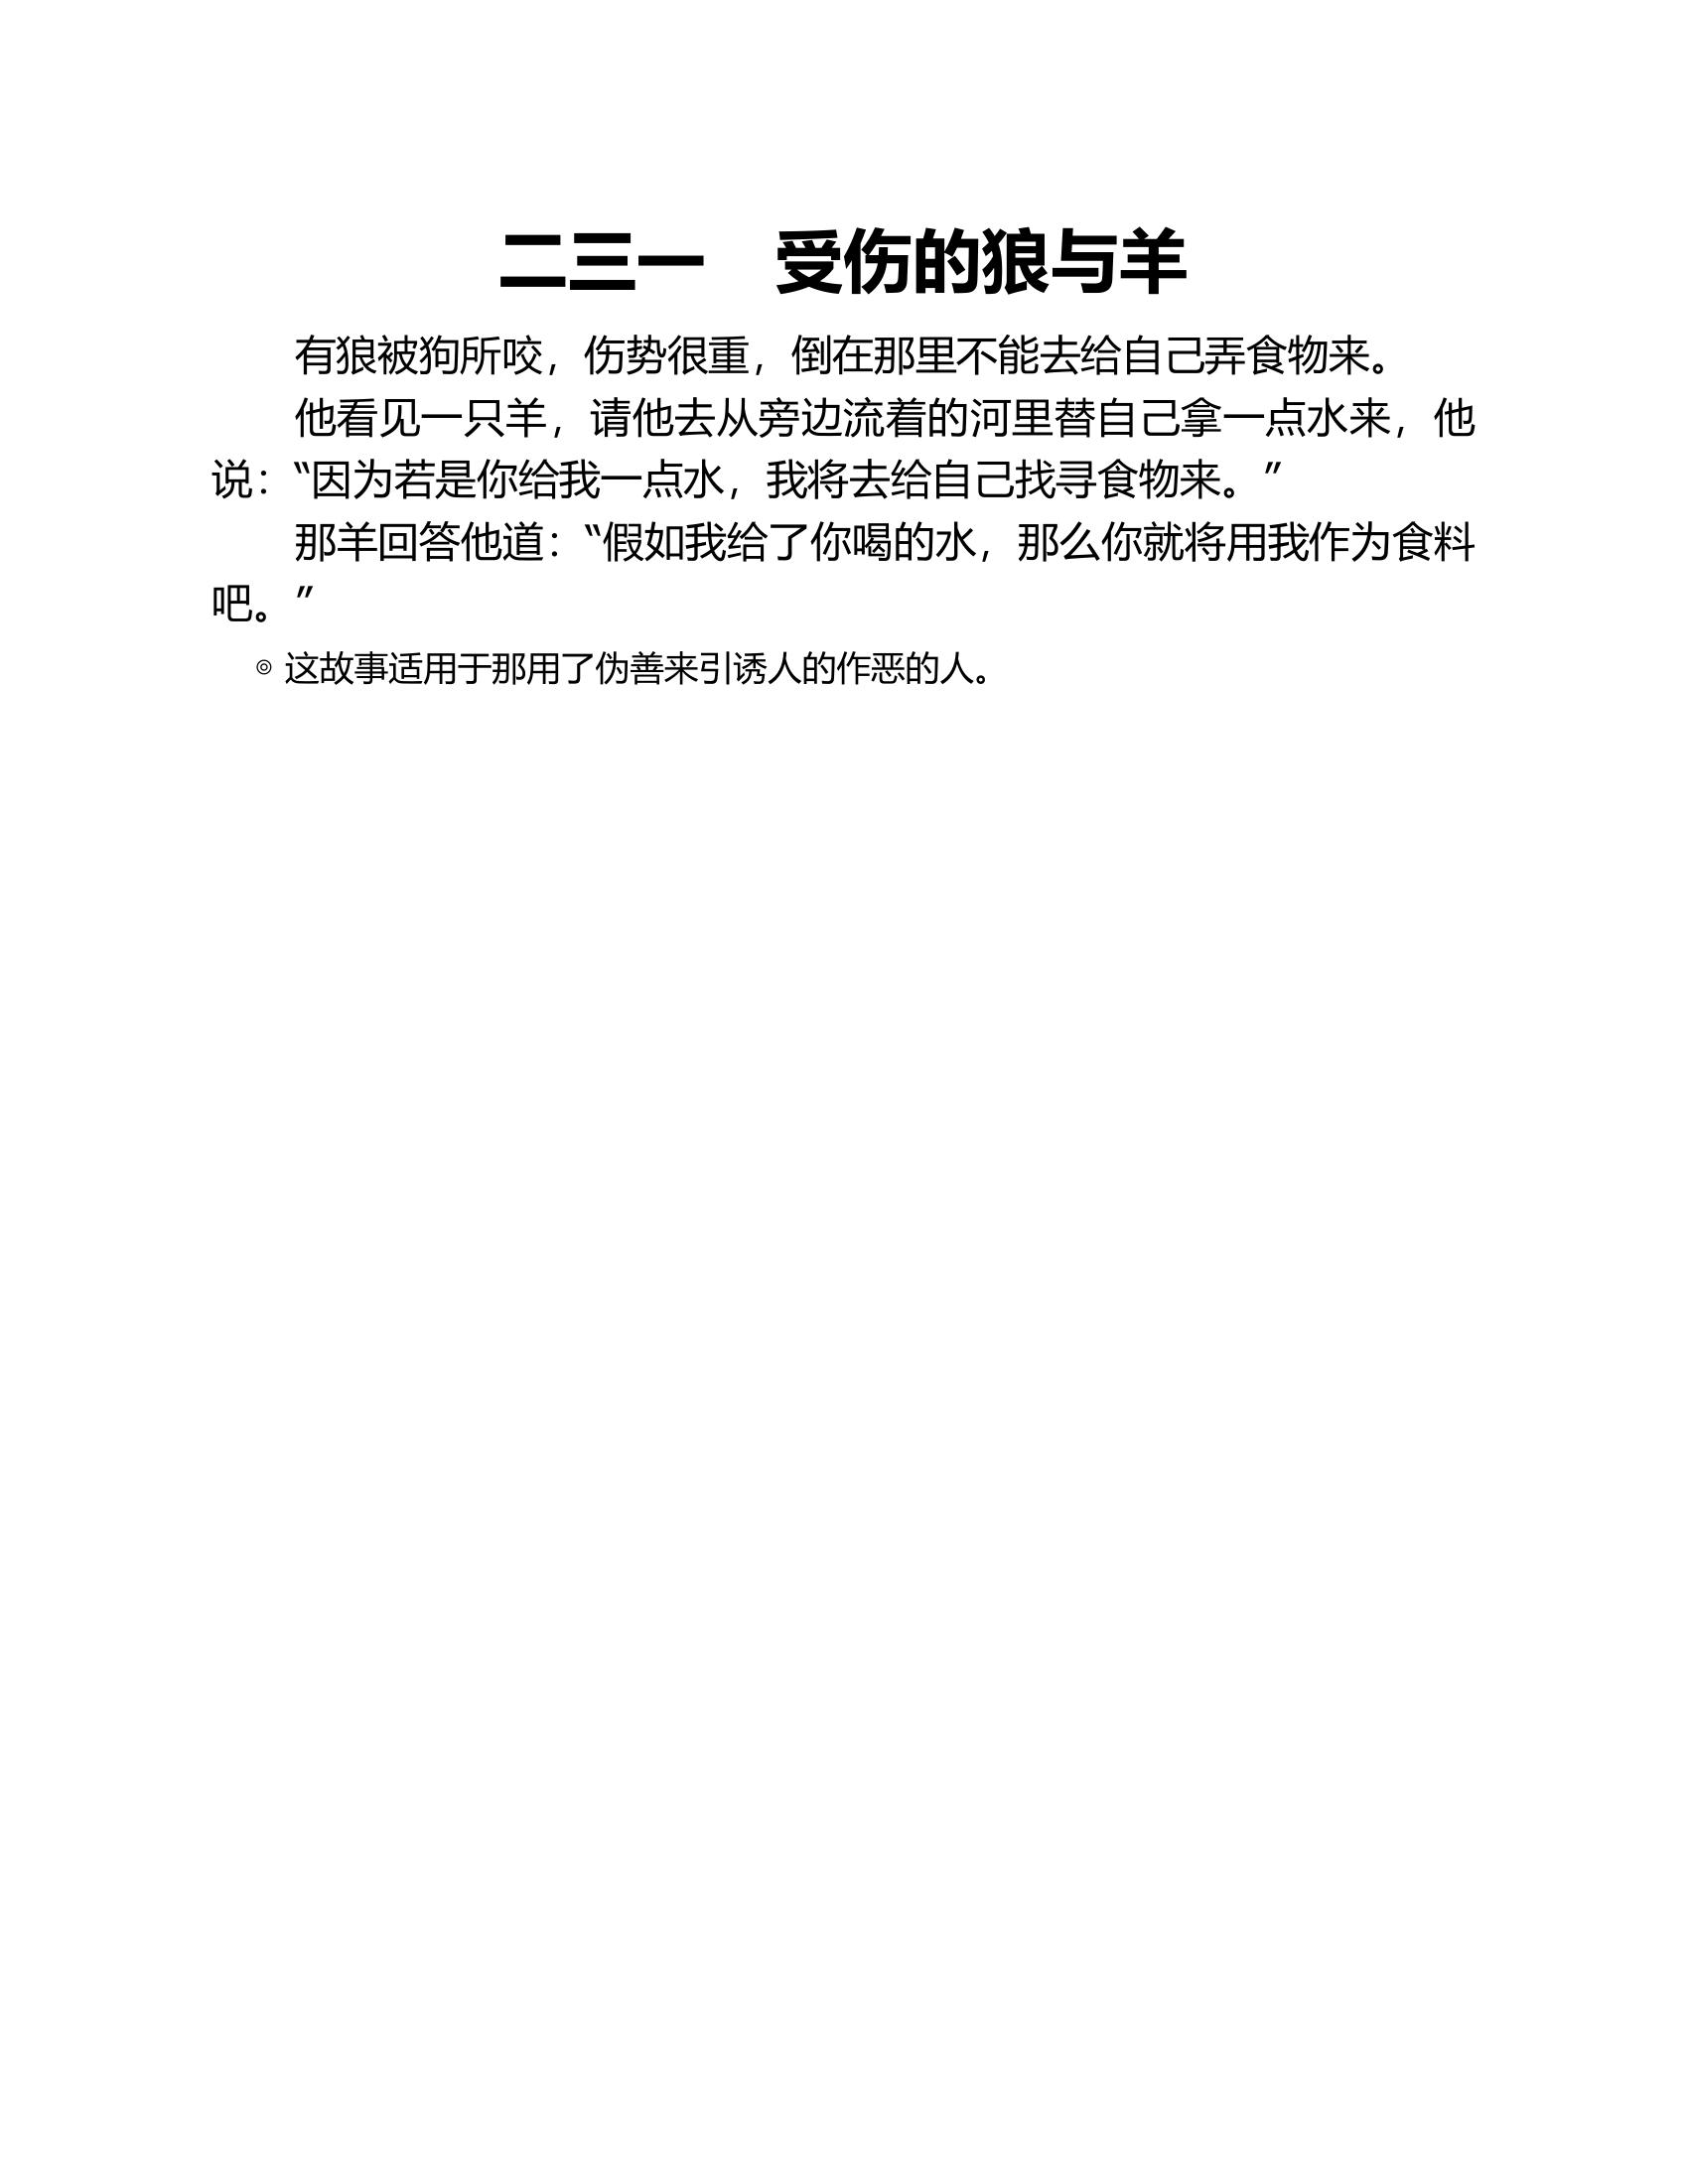 二三一　受伤的狼与羊
有狼被狗所咬，伤势很重，倒在那里不能去给自己弄食物来。
他看见一只羊，请他去从旁边流着的河里替自己拿一点水来，他
说：“因为若是你给我一点水，我将去给自己找寻食物来。”
那羊回答他道：“假如我给了你喝的水，那么你就将用我作为食料
吧。”
◎ 这故事适用于那用了伪善来引诱人的作恶的人。